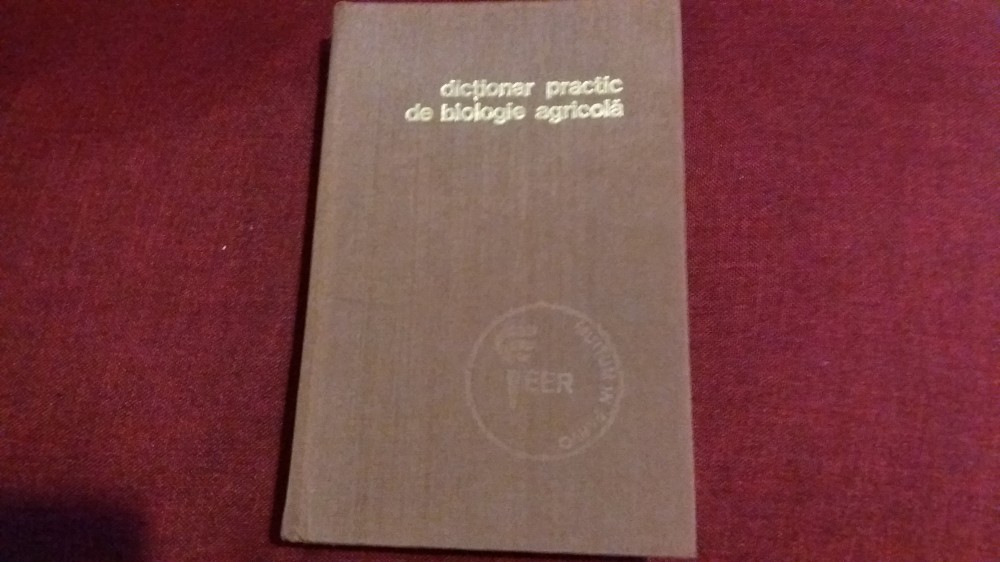 dicționar practic
de biologie agricolă
EER